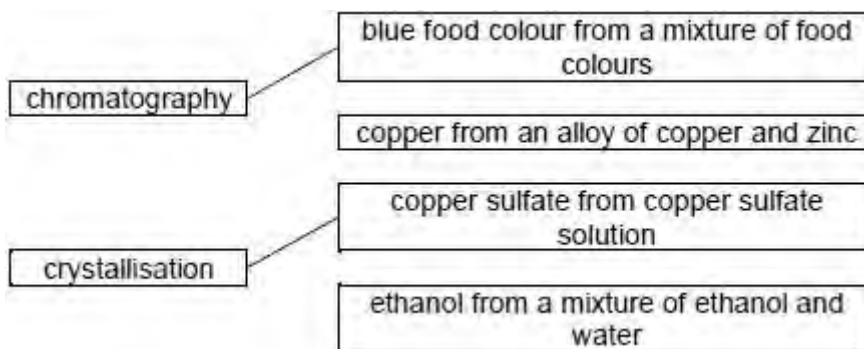 blue food colour from a mixture of food
colours
chromatography
copper from an alloy of copper and zinc
copper sulfate from copper sulfate
solution
crystallisation
ethanol from a mixture of ethanol and
water